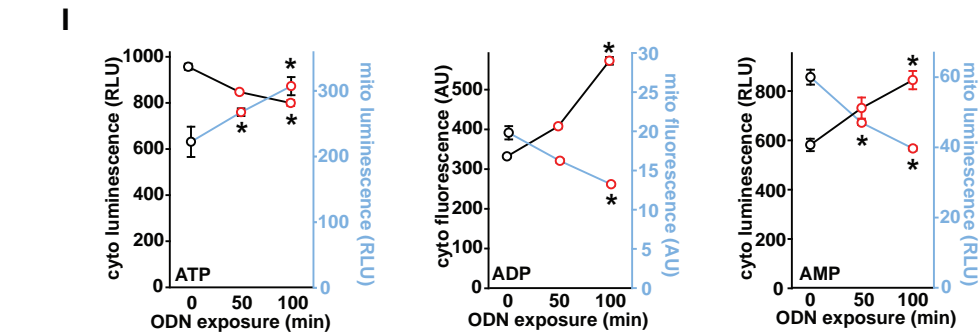 I
cyto luminescence (RLU)
1000
800
600
400
200
0
*
*
*
ATP
300
200
100
0
mito luminescence (RLU)
0 50 100
ODN exposure (min)
cyto fluorescence (AU)
500
400
300
200
100
0
*
*
ADP
30
25
20
15
10
5
0
mito fluorescence (AU)
0 50 100
ODN exposure (min)
cyto luminescence (RLU)
800
600
400
200
0
*
*
*
AMP
60
40
20
0
mito luminescence (RLU)
0 50 100
ODN exposure (min)